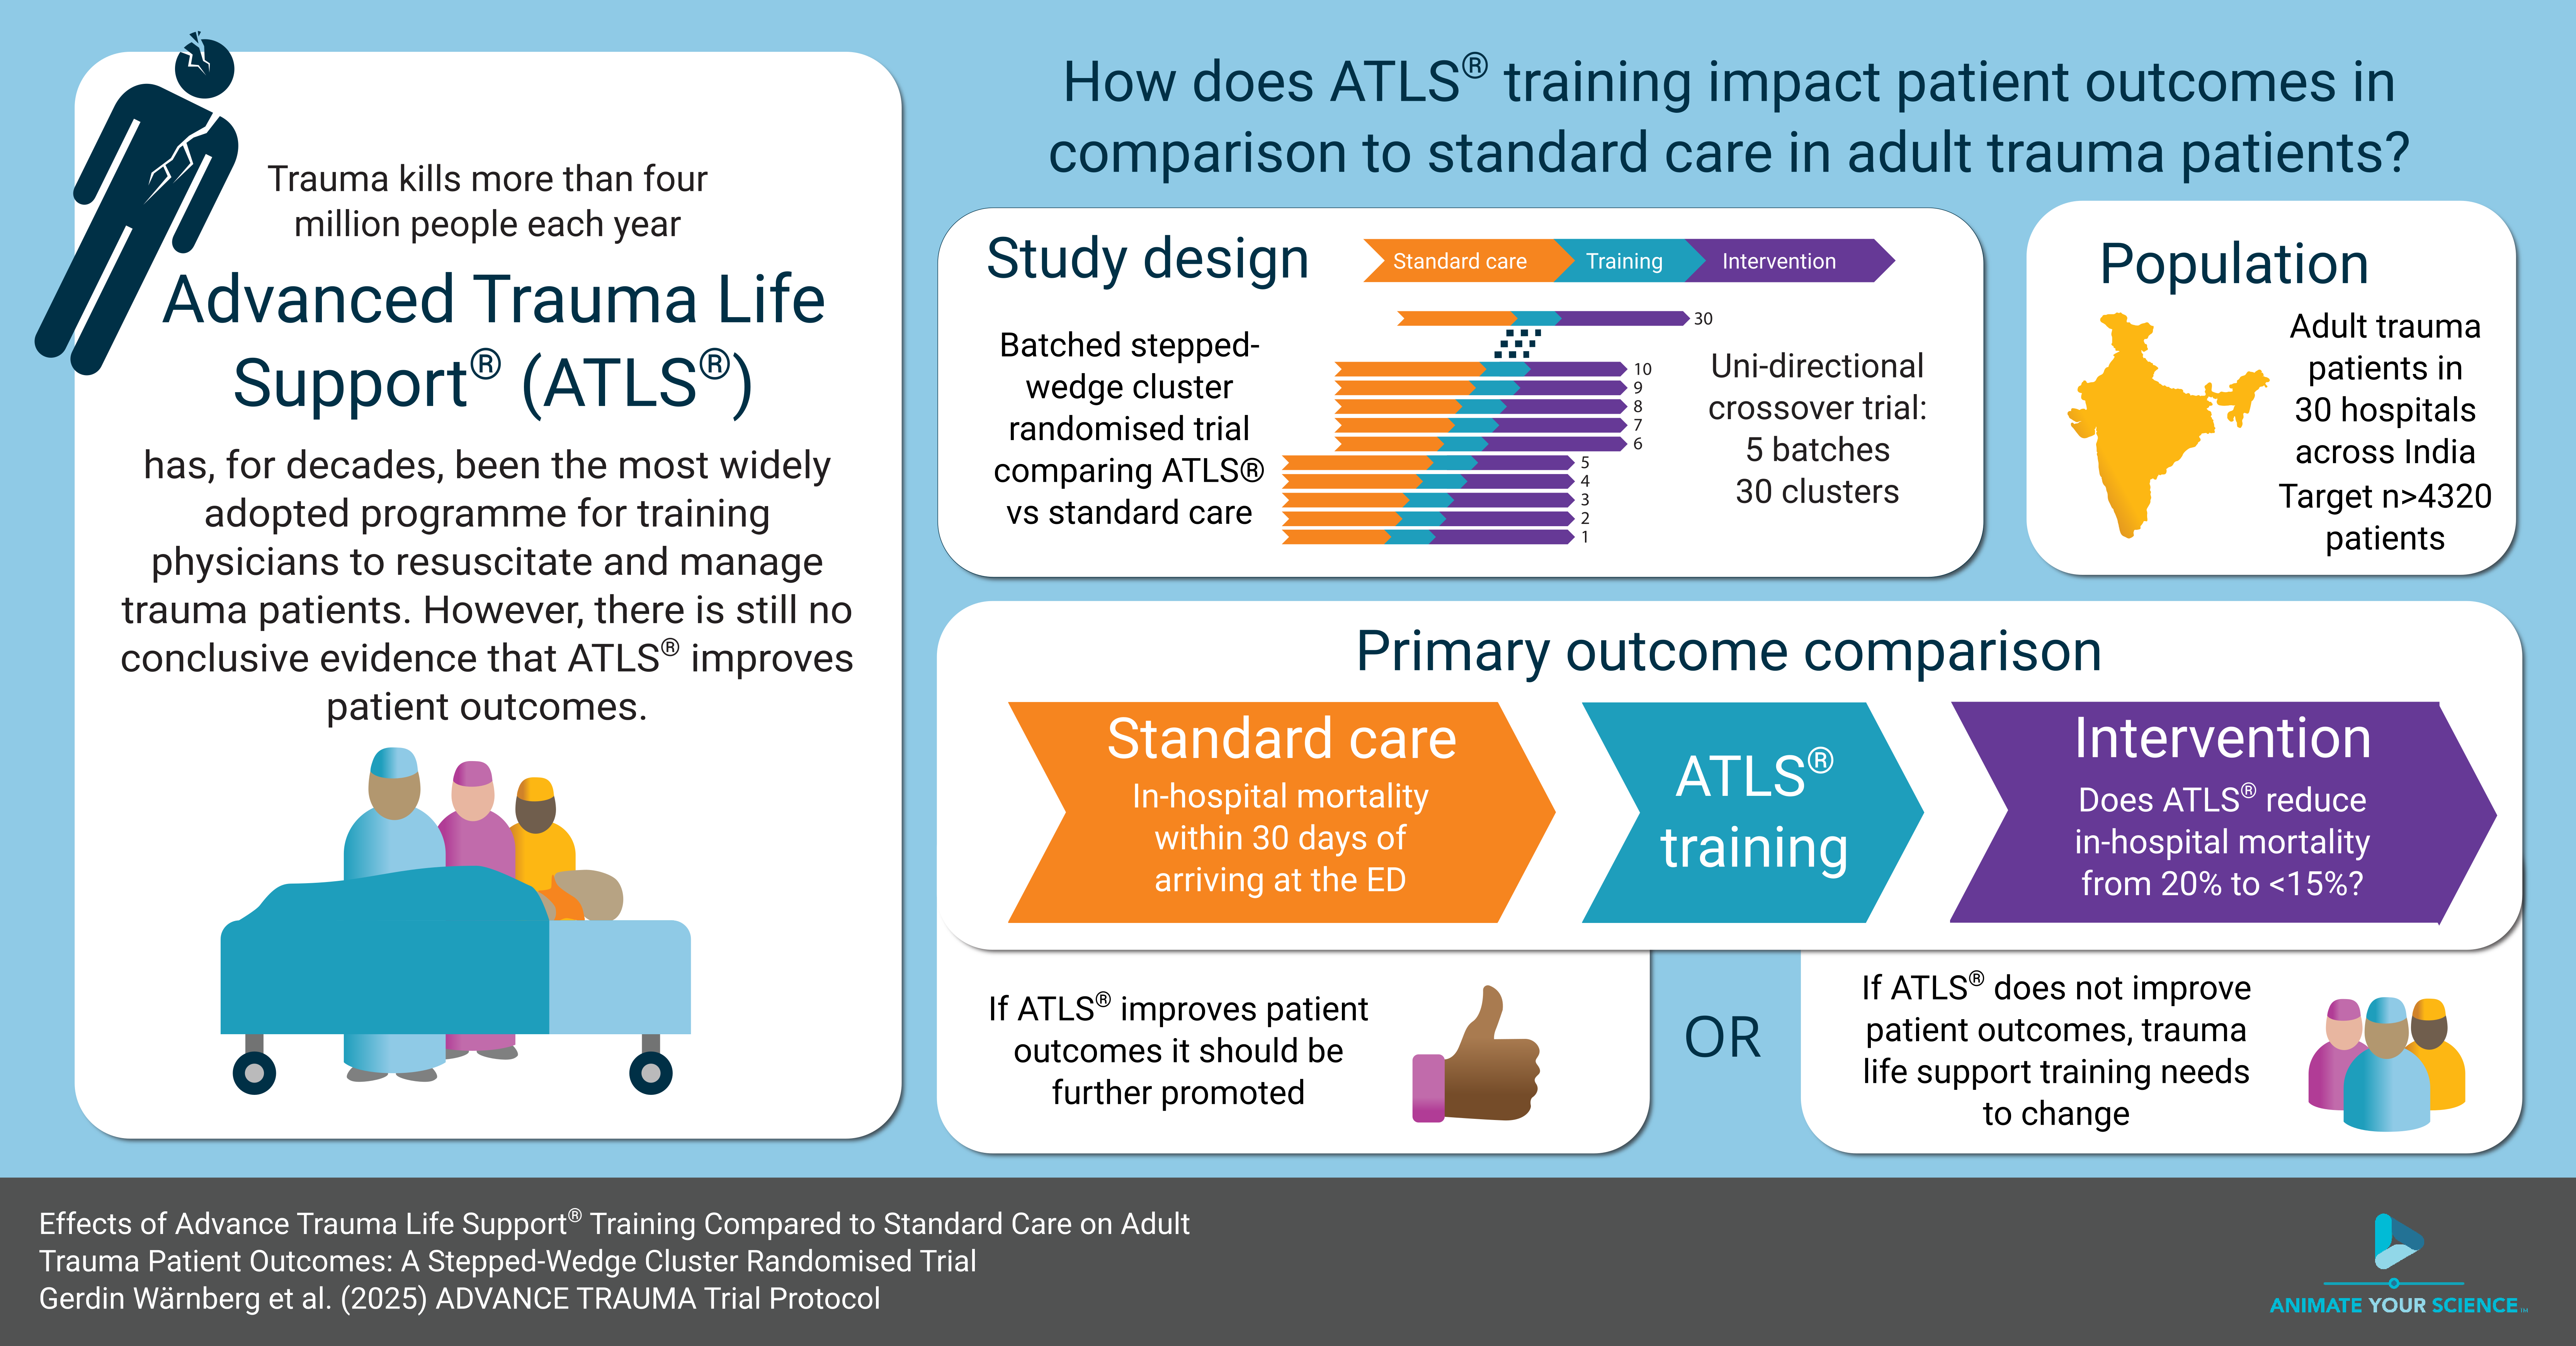 Trauma kills more than four
million people each year
Advanced Trauma Life
Support® (ATLS®)
has, for decades, been the most widely
adopted programme for training
physicians to resuscitate and manage
trauma patients. However, there is still no
conclusive evidence that ATLS® improves
patient outcomes.
How does ATLS® training impact patient outcomes in
comparison to standard care in adult trauma patients?
Study design
Batched stepped-
wedge cluster
randomised trial
comparing ATLS®
vs standard care
Standard care
Training
Intervention
30
10
9
8
7
6
5
4
3
2
1
Uni-directional
crossover trial:
5 batches
30 clusters
Population
Adult trauma
patients in
30 hospitals
across India
Target n>4320
patients
Primary outcome comparison
Standard care
In-hospital mortality
within 30 days of
arriving at the ED
ATLS®
training
Intervention
Does ATLS® reduce
in-hospital mortality
from 20% to <15%?
If ATLS® improves patient
outcomes it should be
further promoted
OR
If ATLS® does not improve
patient outcomes, trauma
life support training needs
to change
Effects of Advance Trauma Life Support® Training Compared to Standard Care on Adult
Trauma Patient Outcomes: A Stepped-Wedge Cluster Randomised Trial
Gerdin Wärnberg et al. (2025) ADVANCE TRAUMA Trial Protocol
ANIMATE YOUR SCIENCE™